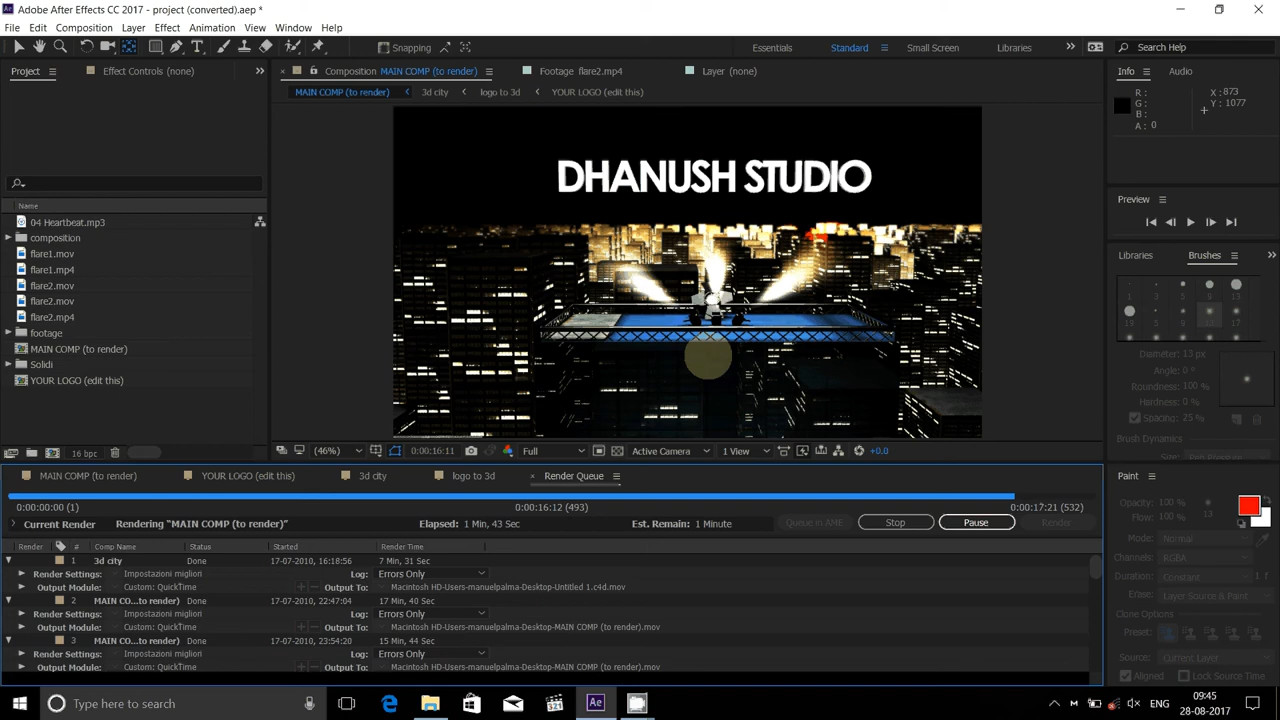 Adobe After Effects CC 2017 - project (converted).aep *
File Edit Composition Layer Effect Animation View Window Help
Snapping Essentials Standard Small Screen Libraries Search Help
Project Effect Controls (none) Composition MAIN COMP (to render) Footage flare2.mp4 Layer (none) Info Audio
MAIN COMP (to render) 3d city logo to 3d YOUR LOGO (edit this)
R: X: 873
G: Y: 1077
B:
A: 0
DHANUSH STUDIO
Name
04 Heartbeat.mp3
composition
flare1.mov
flare1.mp4
flare2.mov
flare2.mov
flare2.mp4
footage
MAIN COMP (to render)
Solidi
YOUR LOGO (edit this)
Preview
Libraries Brushes
1 3 5 9 13
19 5 9 13 17
Diameter: 13 px
Angle: 0 °
Roundness: 100 %
Hardness: 0 %
Spacing: 25 %
Brush Dynamics
16 bpc (46%) 0:00:16:11 Full Active Camera 1 View +0.0
MAIN COMP (to render) YOUR LOGO (edit this) 3d city logo to 3d Render Queue
0:00:00:00 (1) 0:00:16:12 (493) 0:00:17:21 (532)
Current Render Rendering "MAIN COMP (to render)" Elapsed: 1 Min, 43 Sec Est. Remain: 1 Minute Queue in AME Stop Pause Render
Render # Comp Name Status Started Render Time
1 3d city Done 17-07-2010, 16:18:56 7 Min, 31 Sec
Render Settings: Impostazioni migliori Log: Errors Only
Output Module: Custom: QuickTime Output To: Macintosh HD-Users-manuelpalma-Desktop-Untitled 1.c4d.mov
2 MAIN CO...to render) Done 17-07-2010, 22:47:04 17 Min, 40 Sec
Render Settings: Impostazioni migliori Log: Errors Only
Output Module: Custom: QuickTime Output To: Macintosh HD-Users-manuelpalma-Desktop-MAIN COMP (to render).mov
3 MAIN CO...to render) Done 17-07-2010, 23:54:20 15 Min, 44 Sec
Render Settings: Impostazioni migliori Log: Errors Only
Output Module: Custom: QuickTime Output To: Macintosh HD-Users-manuelpalma-Desktop-MAIN COMP (to render).mov
Paint
Opacity: 100 %
Flow: 100 % 13
Mode: Normal
Channels: RGBA
Duration: Constant
Erase: Layer Source & Paint
Clone Options
Preset:
Source: Current Layer
Aligned Lock Source Time
Type here to search
ENG
09:45
28-08-2017